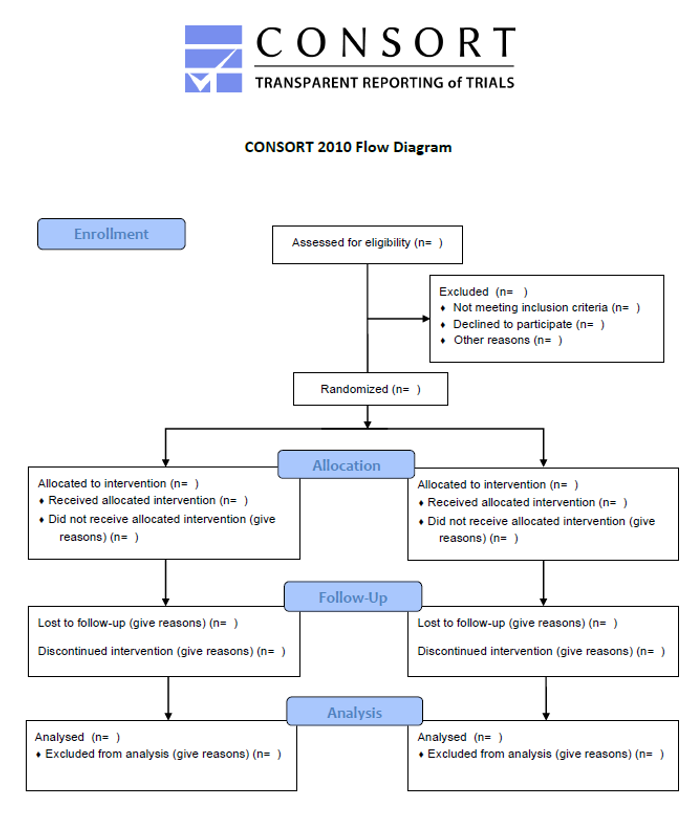 CONSORT
TRANSPARENT REPORTING of TRIALS
CONSORT 2010 Flow Diagram
Enrollment
Assessed for eligibility (n=  )
Excluded  (n=   )
♦ Not meeting inclusion criteria (n=  )
♦ Declined to participate (n=  )
♦ Other reasons (n=  )
Randomized (n=  )
Allocation
Allocated to intervention (n=  )
♦ Received allocated intervention (n=  )
♦ Did not receive allocated intervention (give
reasons) (n=  )
Allocated to intervention (n=  )
♦ Received allocated intervention (n=  )
♦ Did not receive allocated intervention (give
reasons) (n=  )
Follow-Up
Lost to follow-up (give reasons) (n=  )
Discontinued intervention (give reasons) (n=  )
Lost to follow-up (give reasons) (n=  )
Discontinued intervention (give reasons) (n=  )
Analysis
Analysed  (n=  )
♦ Excluded from analysis (give reasons) (n=  )
Analysed  (n=  )
♦ Excluded from analysis (give reasons) (n=  )